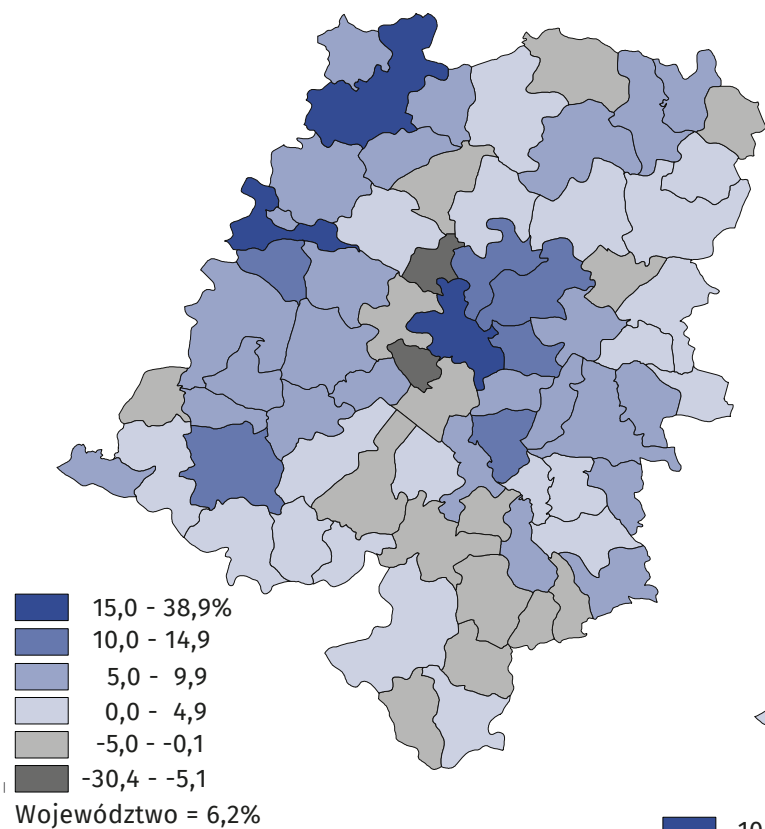 15,0 - 38,9%
10,0 - 14,9
5,0 - 9,9
0,0 - 4,9
-5,0 - -0,1
-30,4 - -5,1
Województwo = 6,2%
10